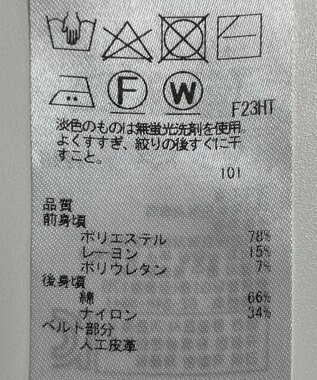 F W F23HT
淡色のものは無蛍光洗剤を使用
よくすすぎ、絞りの後すぐに干
すこと。
101
品質
前身頃
ポリエステル 78%
レーヨン 15%
ポリウレタン 7%
後身頃
綿 66%
ナイロン 34%
ベルト部分
人工皮革